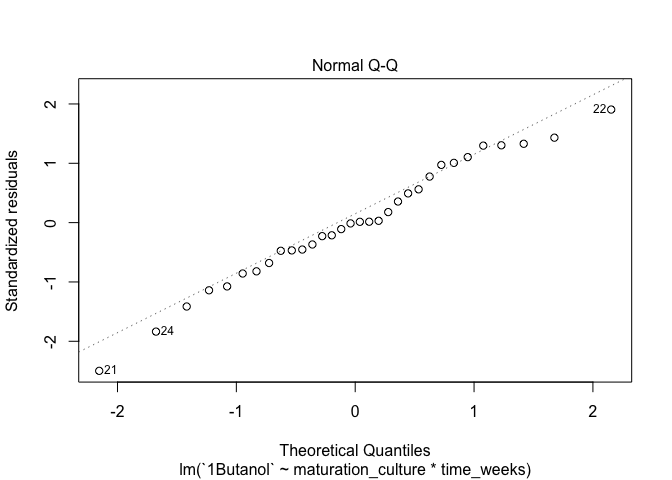 Normal Q-Q
Standardized residuals
2
1
0
-1
-2
22
24
21
-2 -1 0 1 2
Theoretical Quantiles
lm(`1Butanol` ~ maturation_culture * time_weeks)